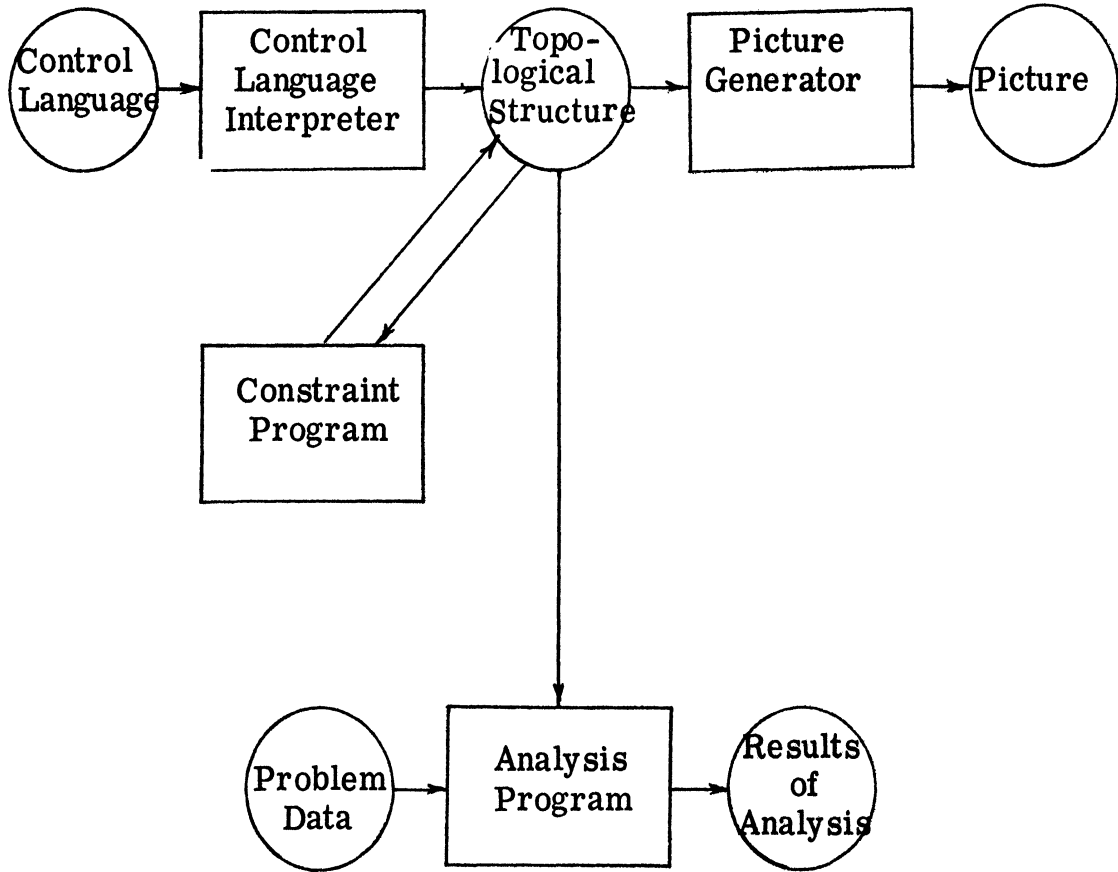 Control
Language
Control
Language
Interpreter
Topo-
logical
Structure
Picture
Generator
Picture
Constraint
Program
Problem
Data
Analysis
Program
Results
of
Analysis